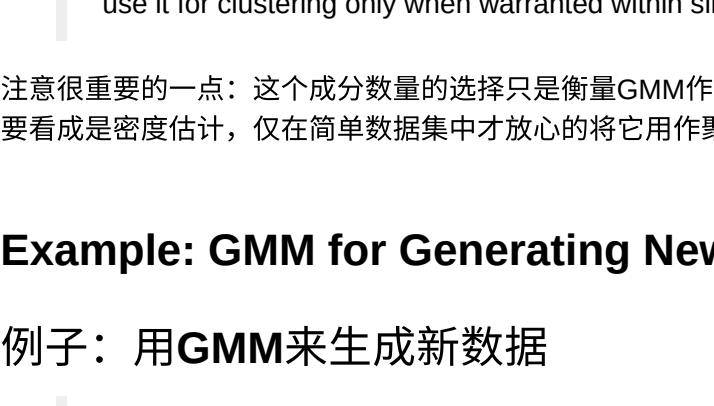 use it for clustering only when warranted within
注意很重要的一点：这个成分数量的选择只是衡量GMM作
要看成是密度估计，仅在简单数据集中才放心的将它用作
Example: GMM for Generating New
例子：用GMM来生成新数据